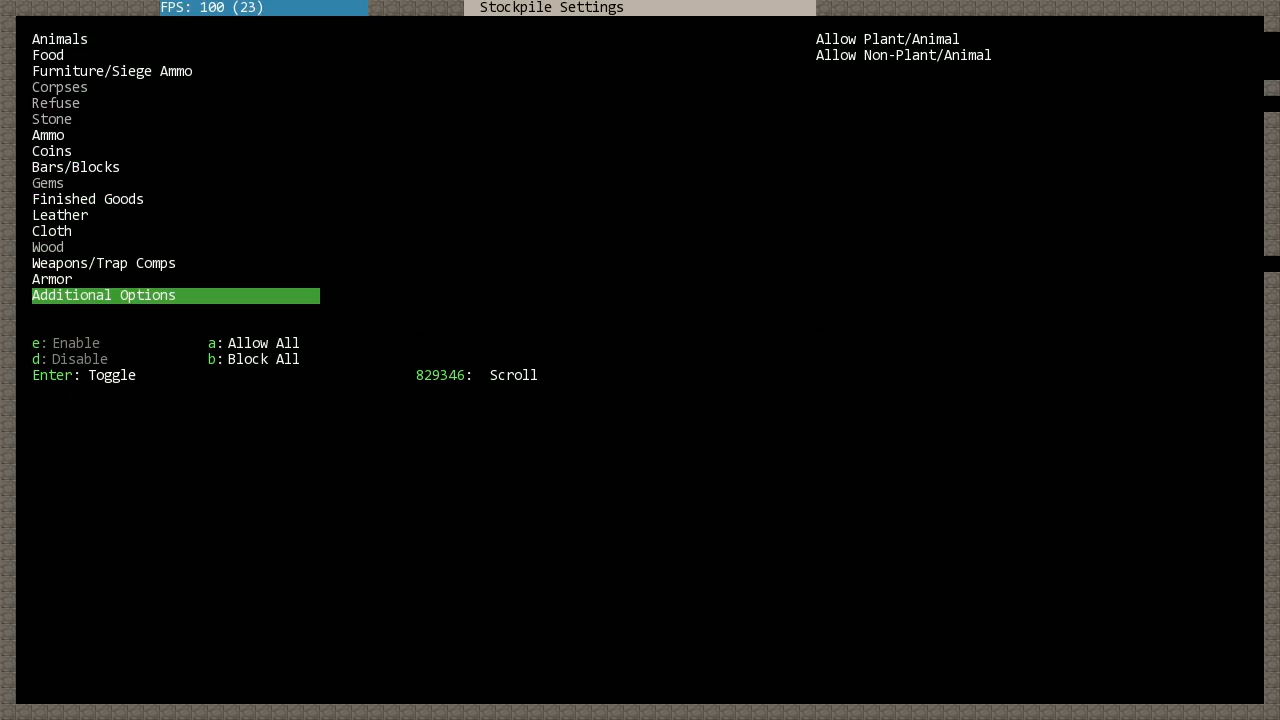 FPS: 100 (23) Stockpile Settings
Animals
Food
Furniture/Siege Ammo
Corpses
Refuse
Stone
Ammo
Coins
Bars/Blocks
Gems
Finished Goods
Leather
Cloth
Wood
Weapons/Trap Comps
Armor
Additional Options
Allow Plant/Animal
Allow Non-Plant/Animal
e: Enable a: Allow All
d: Disable b: Block All
Enter: Toggle 829346: Scroll